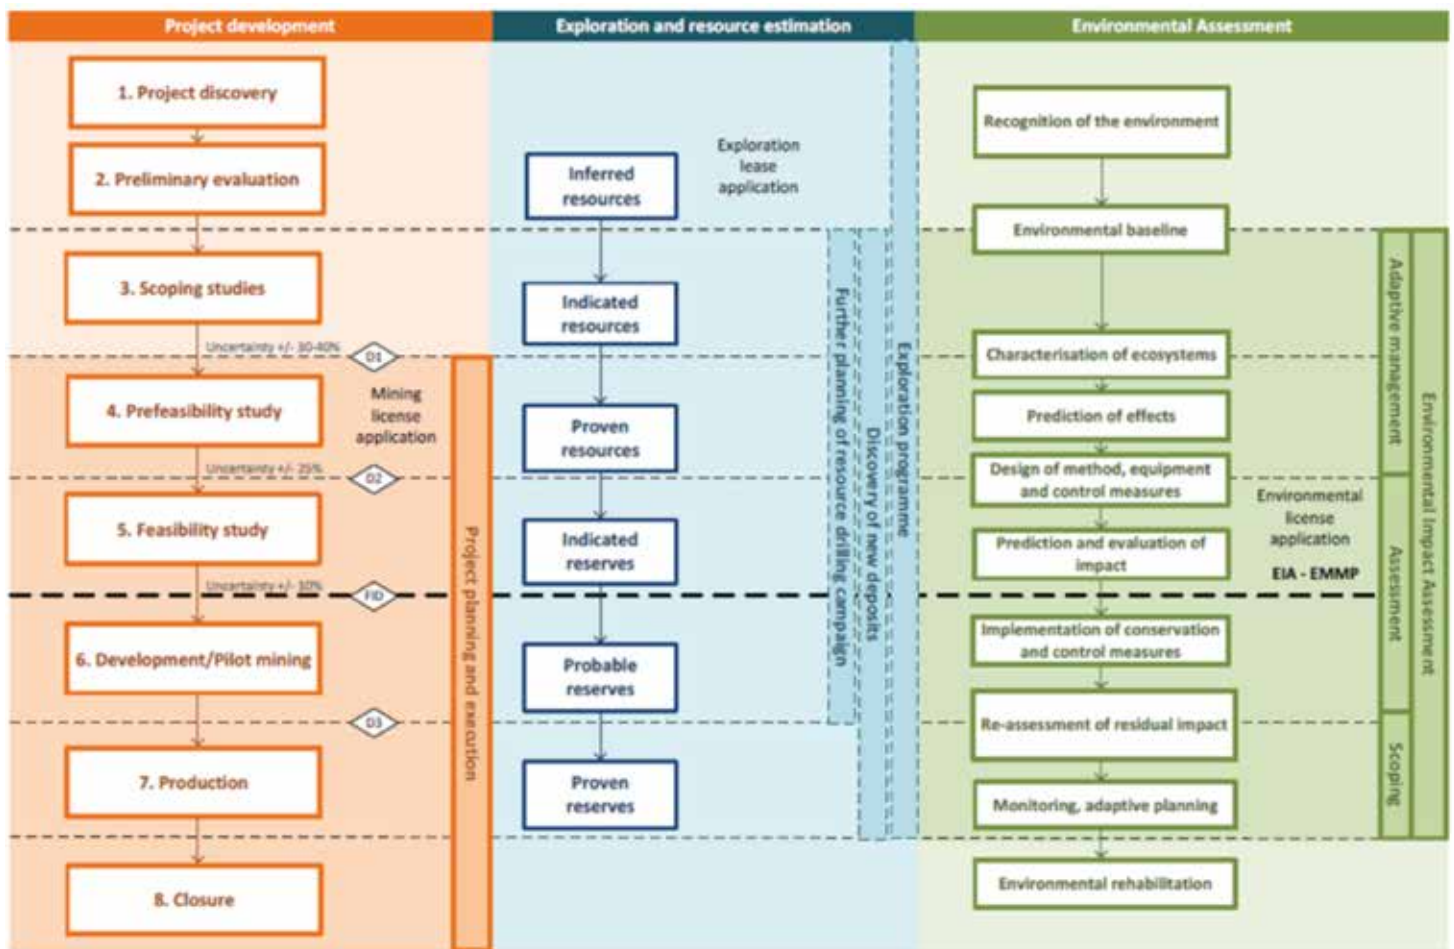 Project development
Exploration and resource estimation
Environmental Assessment
1. Project discovery
2. Preliminary evaluation
3. Scoping studies
Uncertainty +/- 30-40%
D1
4. Prefeasibility study
Mining
license
application
Uncertainty +/- 25%
D2
5. Feasibility study
Uncertainty +/- 10%
FID
6. Development/Pilot mining
D3
7. Production
8. Closure
Project planning and execution
Inferred
resources
Exploration
lease
application
Indicated
resources
Proven
resources
Indicated
reserves
Probable
reserves
Proven
reserves
Further planning of resource drilling campaign
Discovery of new deposits
Exploration programme
Recognition of the environment
Environmental baseline
Characterisation of ecosystems
Prediction of effects
Design of method, equipment
and control measures
Prediction and evaluation of
impact
Environmental
license
application
EIA - EMMP
Implementation of conservation
and control measures
Re-assessment of residual impact
Monitoring, adaptive planning
Environmental rehabilitation
Adaptive management
Assessment
Scoping
Environmental Impact Assessment